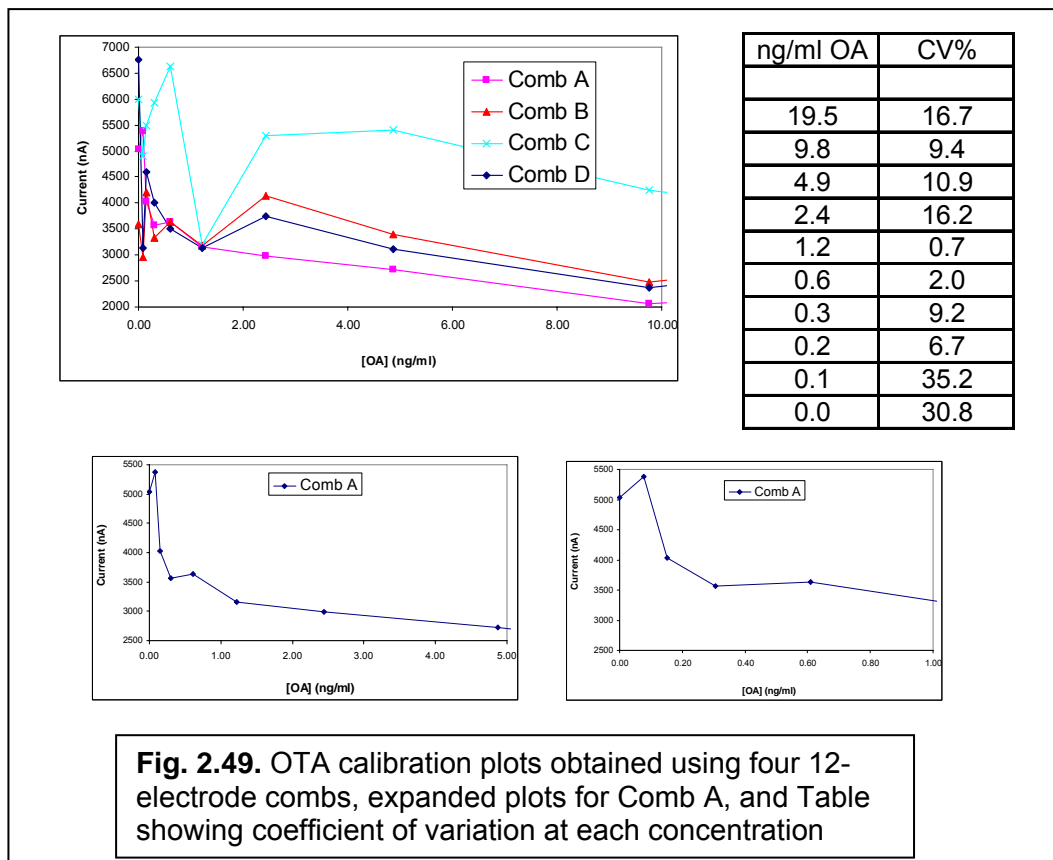 7000
6500
6000
5500
5000
4500
4000
3500
3000
2500
2000
Current (nA)
0.00 2.00 4.00 6.00 8.00 10.00
[OA] (ng/ml)
Comb A
Comb B
Comb C
Comb D
ng/ml OA CV%
19.5 16.7
9.8 9.4
4.9 10.9
2.4 16.2
1.2 0.7
0.6 2.0
0.3 9.2
0.2 6.7
0.1 35.2
0.0 30.8
5500
5000
4500
4000
3500
3000
2500
Current (nA)
0.00 1.00 2.00 3.00 4.00 5.00
[OA] (ng/ml)
Comb A
5500
5000
4500
4000
3500
3000
2500
Current (nA)
0.00 0.20 0.40 0.60 0.80 1.00
[OA] (ng/ml)
Comb A
Fig. 2.49. OTA calibration plots obtained using four 12-
electrode combs, expanded plots for Comb A, and Table
showing coefficient of variation at each concentration